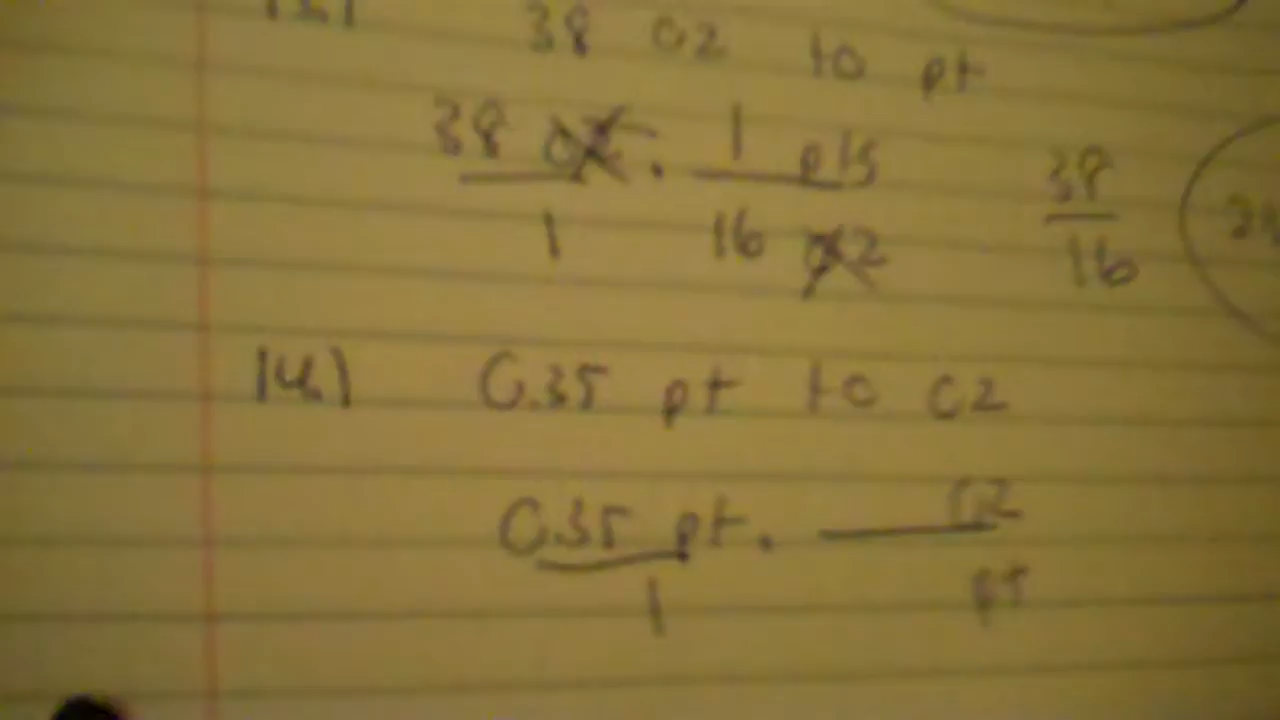 38 oz to pt
38 oz . 1 pts 38
1 16 oz 16
14.) 0.35 pt to oz
0.35 pt . oz
1 pt